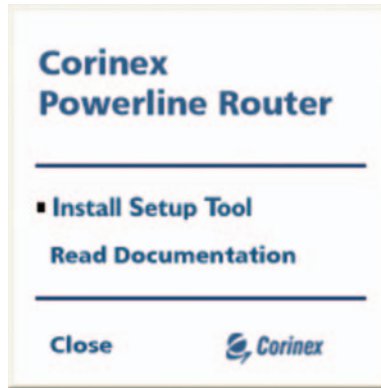 Corinex
Powerline Router
Install Setup Tool
Read Documentation
Close
Corinex